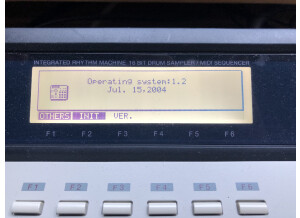 INTEGRATED RHYTHM MACHINE 16 BIT DRUM SAMPLER / MIDI SEQUENCER
Operating system:1.2
Jul. 15,2004
OTHERS INIT. VER.
F1 F2 F3 F4 F5 F6
F1 F2 F3 F4 F5 F6